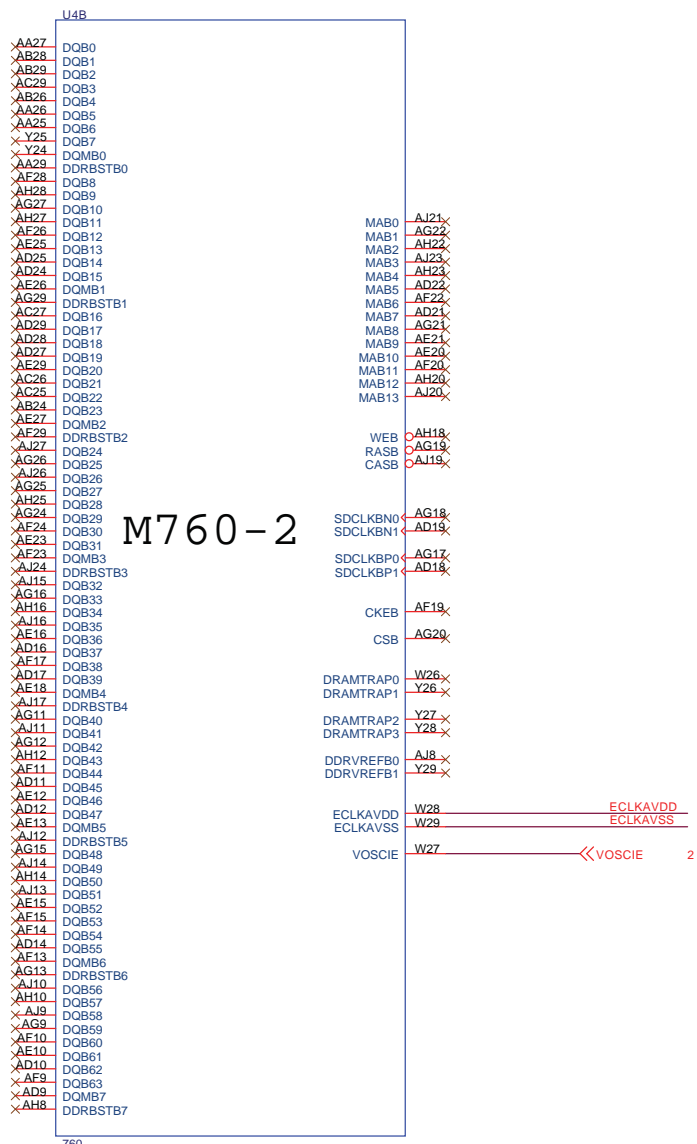 U4B
AA27 DQB0
AB28 DQB1
AB29 DQB2
AC29 DQB3
AB26 DQB4
AA26 DQB5
AA25 DQB6
Y25 DQB7
Y24 DQMB0
AA29 DDRBSTB0
AF28 DQB8
AH28 DQB9
AG27 DQB10
AH27 DQB11
AF26 DQB12
AE25 DQB13
AD25 DQB14
AD24 DQB15
AE26 DQMB1
AG29 DDRBSTB1
AC27 DQB16
AD29 DQB17
AD28 DQB18
AD27 DQB19
AE29 DQB20
AC26 DQB21
AC25 DQB22
AB24 DQB23
AE27 DQMB2
AF29 DDRBSTB2
AJ27 DQB24
AG26 DQB25
AJ26 DQB26
AG25 DQB27
AH25 DQB28
AG24 DQB29
AF24 DQB30
AE23 DQB31
AF23 DQMB3
AJ24 DDRBSTB3
AJ15 DQB32
AG16 DQB33
AH16 DQB34
AJ16 DQB35
AE16 DQB36
AD16 DQB37
AF17 DQB38
AD17 DQB39
AE18 DQMB4
AJ17 DDRBSTB4
AG11 DQB40
AJ11 DQB41
AG12 DQB42
AH12 DQB43
AF11 DQB44
AD11 DQB45
AE12 DQB46
AD12 DQB47
AE13 DQMB5
AJ12 DDRBSTB5
AG15 DQB48
AJ14 DQB49
AH14 DQB50
AJ13 DQB51
AE15 DQB52
AF15 DQB53
AF14 DQB54
AD14 DQB55
AF13 DQMB6
AG13 DDRBSTB6
AJ10 DQB56
AH10 DQB57
AJ9 DQB58
AG9 DQB59
AF10 DQB60
AE10 DQB61
AD10 DQB62
AF9 DQB63
AD9 DQMB7
AH8 DDRBSTB7
M760-2
MAB0 AJ21
MAB1 AG22
MAB2 AH22
MAB3 AJ23
MAB4 AH23
MAB5 AD22
MAB6 AF22
MAB7 AD21
MAB8 AG21
MAB9 AE21
MAB10 AE20
MAB11 AF20
MAB12 AH20
MAB13 AJ20
WEB AH18
RASB AG19
CASB AJ19
SDCLKBN0 AG18
SDCLKBN1 AD19
SDCLKBP0 AG17
SDCLKBP1 AD18
CKEB AF19
CSB AG20
DRAMTRAP0 W26
DRAMTRAP1 Y26
DRAMTRAP2 Y27
DRAMTRAP3 Y28
DDRVREFB0 AJ8
DDRVREFB1 Y29
ECLKAVDD W28 ECLKAVDD
ECLKAVSS W29 ECLKAVSS
VOSCIE W27 VOSCIE 2
760